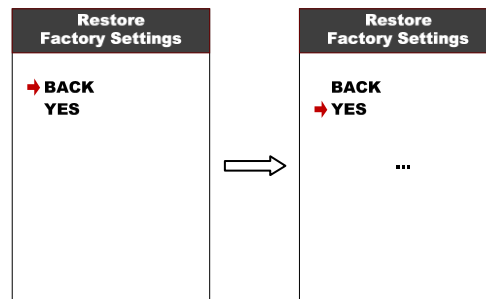 Restore
Factory Settings
BACK
YES
Restore
Factory Settings
BACK
YES
...